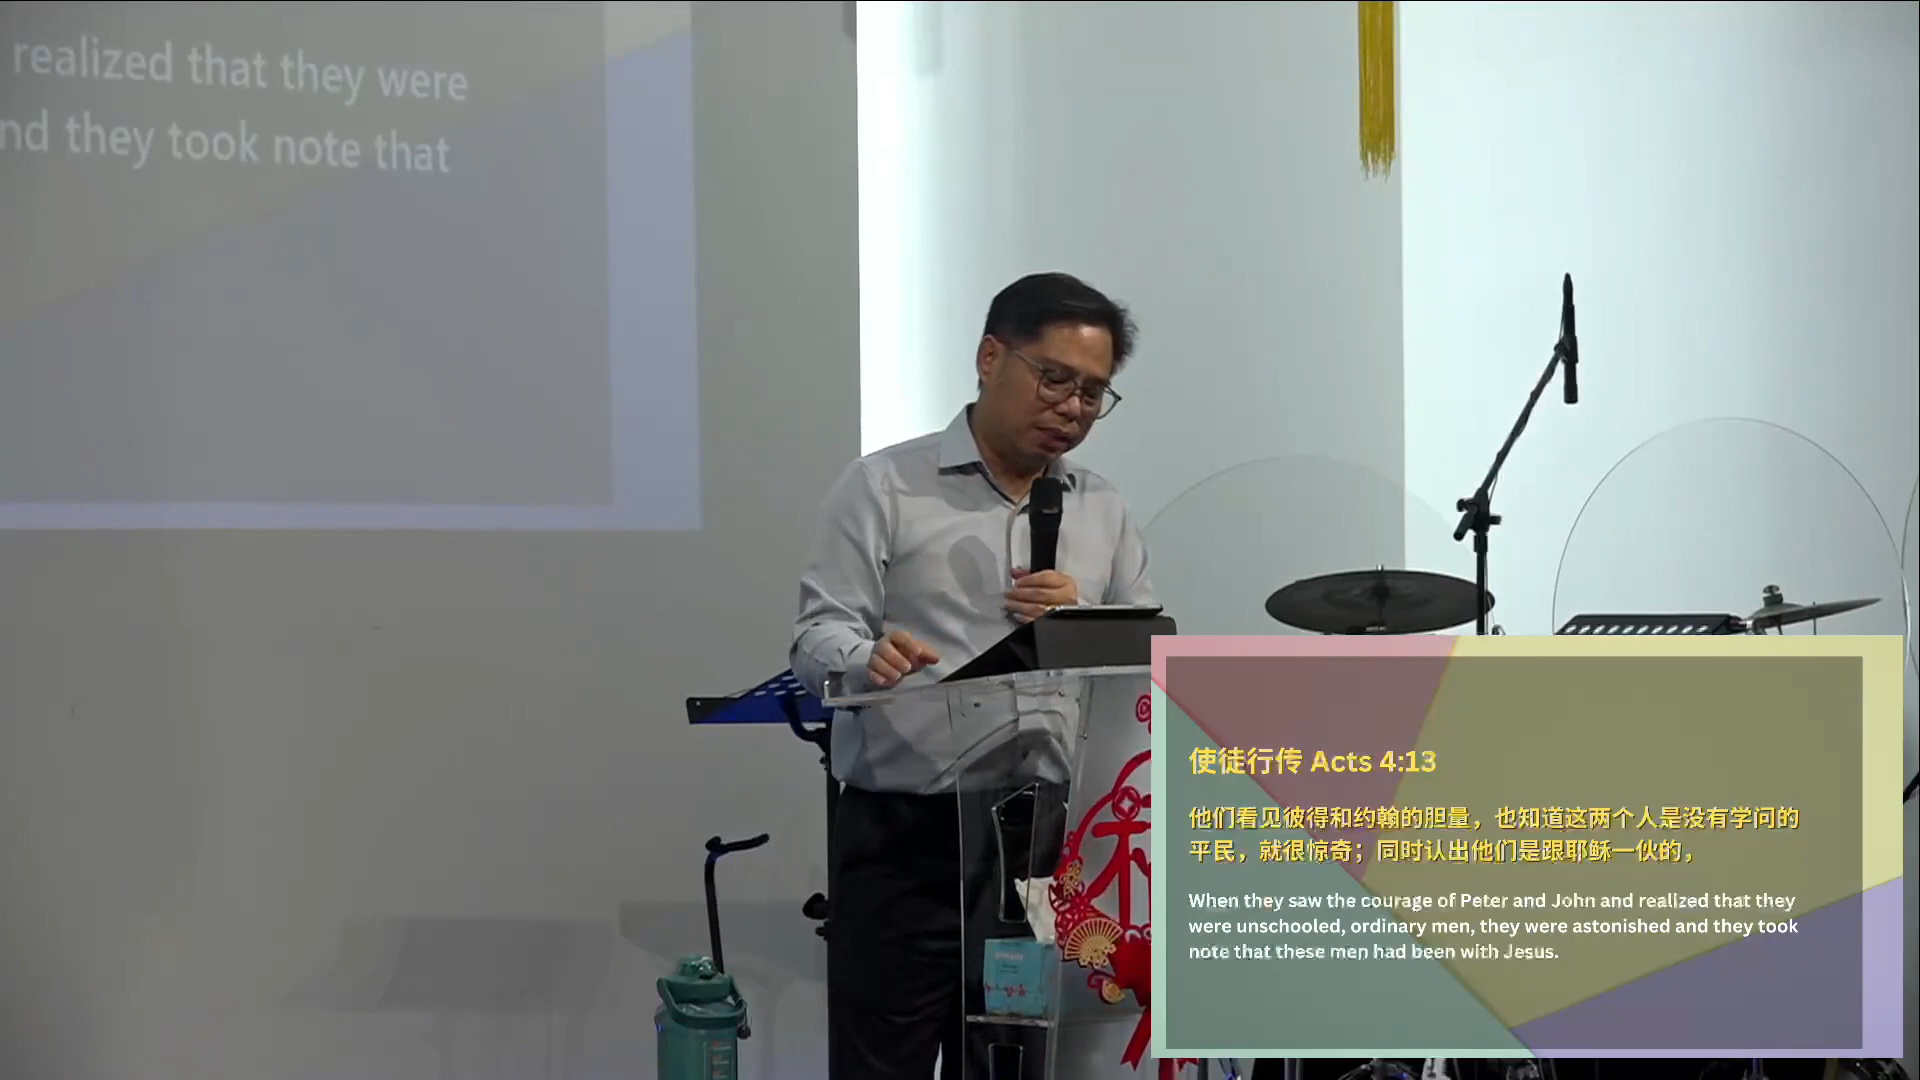 realized that they were
nd they took note that
使徒行传 Acts 4:13
他们看见彼得和约翰的胆量，也知道这两个人是没有学问的
平民，就很惊奇；同时认出他们是跟耶稣一伙的，
When they saw the courage of Peter and John and realized that they
were unschooled, ordinary men, they were astonished and they took
note that these men had been with Jesus.